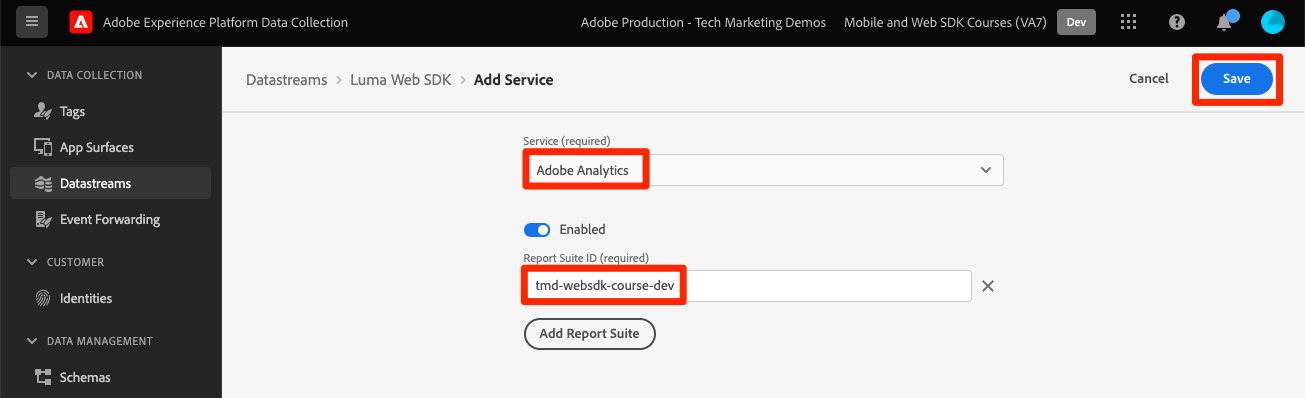 Adobe Experience Platform Data Collection
Adobe Production - Tech Marketing Demos
Mobile and Web SDK Courses (VA7)
Dev
DATA COLLECTION
Tags
App Surfaces
Datastreams
Event Forwarding
CUSTOMER
Identities
DATA MANAGEMENT
Schemas
Datastreams > Luma Web SDK > Add Service
Cancel
Save
Service (required)
Adobe Analytics
Enabled
Report Suite ID (required)
tmd-websdk-course-dev
Add Report Suite